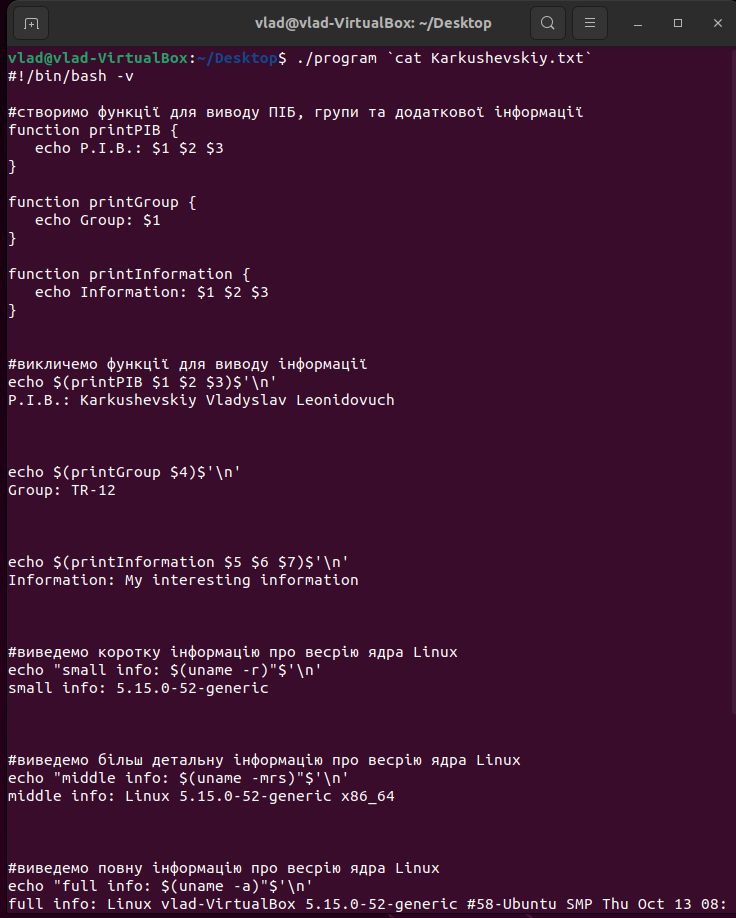 vlad@vlad-VirtualBox: ~/Desktop
vlad@vlad-VirtualBox:~/Desktop$ ./program `cat Karkushevskiy.txt`
#!/bin/bash -v
#створимо функції для виводу ПІБ, групи та додаткової інформації
function printPIB {
   echo P.I.B.: $1 $2 $3
}
function printGroup {
   echo Group: $1
}
function printInformation {
   echo Information: $1 $2 $3
}
#викличемо функції для виводу інформації
echo $(printPIB $1 $2 $3)$'\n'
P.I.B.: Karkushevskiy Vladyslav Leonidovuch
echo $(printGroup $4)$'\n'
Group: TR-12
echo $(printInformation $5 $6 $7)$'\n'
Information: My interesting information
#виведемо коротку інформацію про весрію ядра Linux
echo "small info: $(uname -r)"$'\n'
small info: 5.15.0-52-generic
#виведемо більш детальну інформацію про весрію ядра Linux
echo "middle info: $(uname -mrs)"$'\n'
middle info: Linux 5.15.0-52-generic x86_64
#виведемо повну інформацію про весрію ядра Linux
echo "full info: $(uname -a)"$'\n'
full info: Linux vlad-VirtualBox 5.15.0-52-generic #58-Ubuntu SMP Thu Oct 13 08: